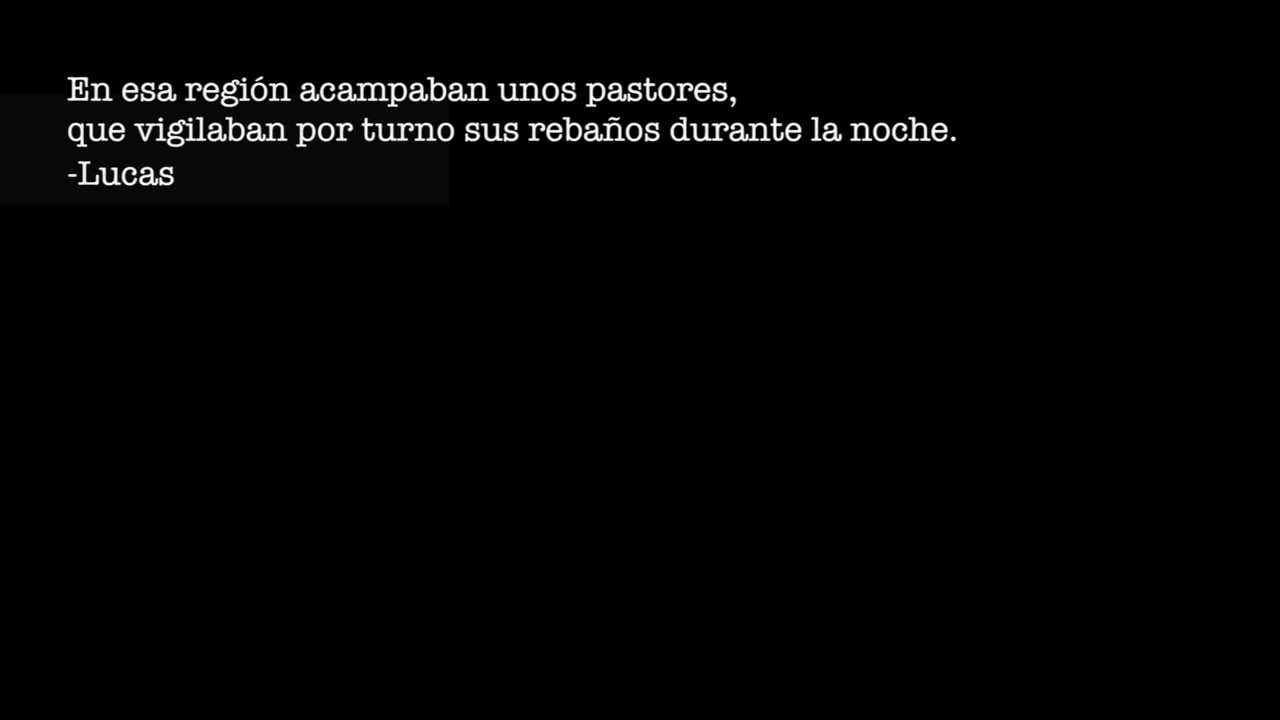 En esa región acampaban unos pastores,
que vigilaban por turno sus rebaños durante la noche.
-Lucas